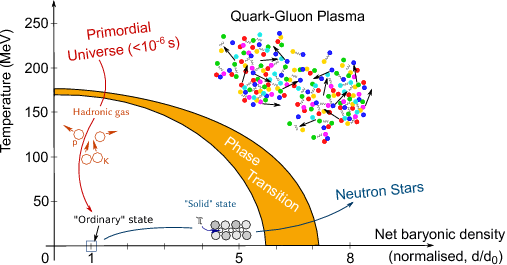 Quark-Gluon Plasma
Primordial
Universe (<10⁻⁶ s)
Temperature (MeV)
250
200
150
100
50
0
Hadronic gas
p
K
Phase
Transition
"Solid" state
"Ordinary" state
Neutron Stars
1
5
8
Net baryonic density
(normalised, d/d₀)